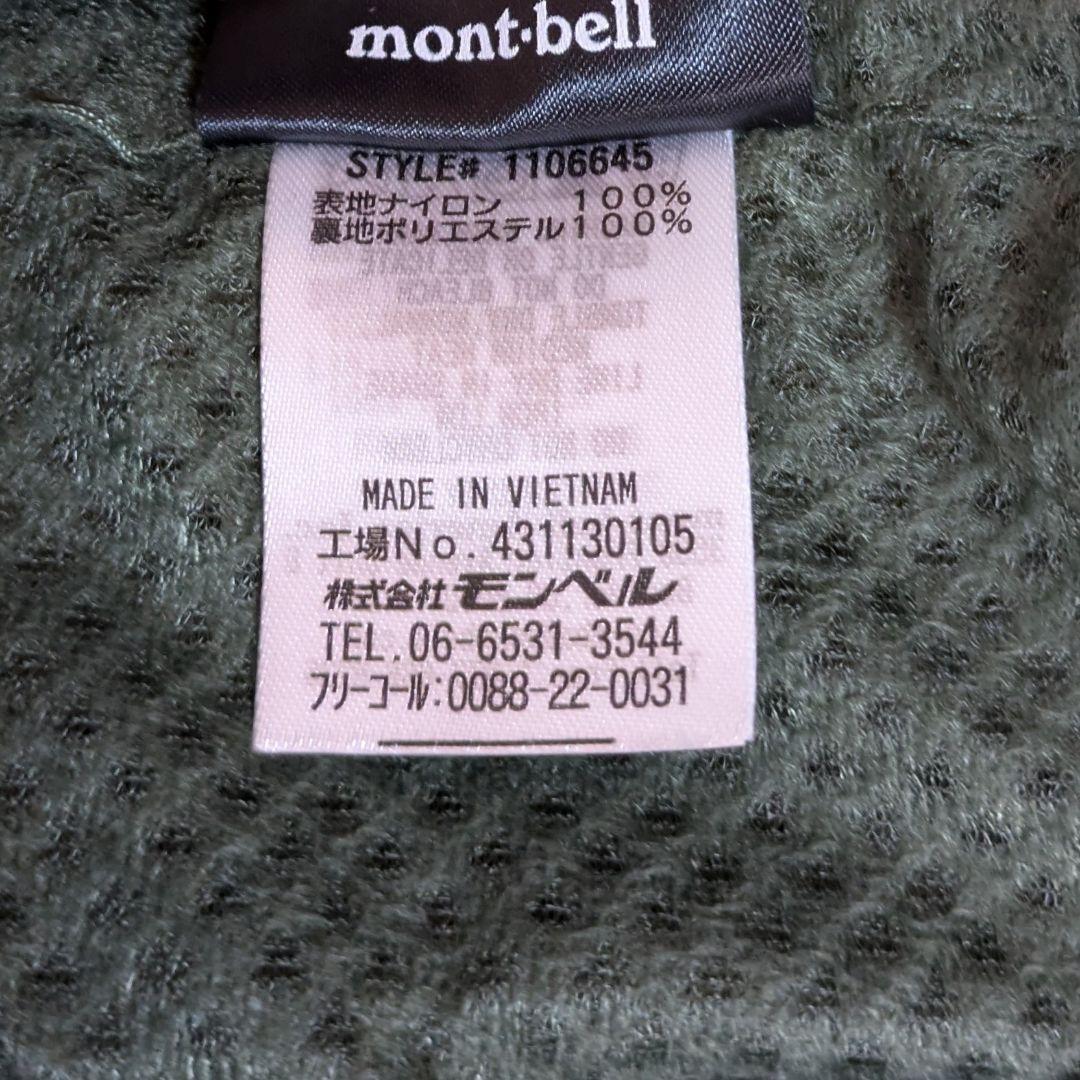 mont·bell
STYLE# 1106645
表地ナイロン 100%
裏地ポリエステル100%
MADE IN VIETNAM
工場No. 431130105
株式会社 モンベル
TEL.06-6531-3544
フリーコール:0088-22-0031